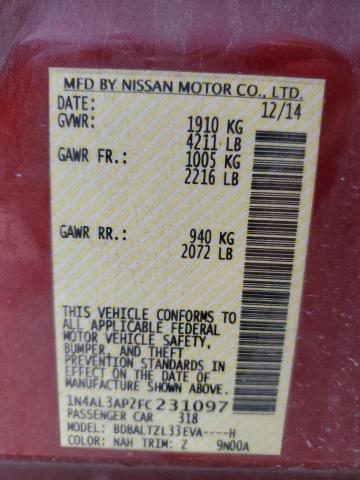 MFD BY NISSAN MOTOR CO., LTD.
DATE: 12/14
GVWR: 1910 KG
4211 LB
GAWR FR.: 1005 KG
2216 LB
GAWR RR.: 940 KG
2072 LB
THIS VEHICLE CONFORMS TO
ALL APPLICABLE FEDERAL
MOTOR VEHICLE SAFETY,
BUMPER, AND THEFT
PREVENTION STANDARDS
IN EFFECT ON THE DATE OF
MANUFACTURE SHOWN ABOVE
1N4AL3AP2FC231097
PASSENGER CAR 318
MODEL: BDBALTZL33EVA----H
COLOR: NAH TRIM: Z 9N00A